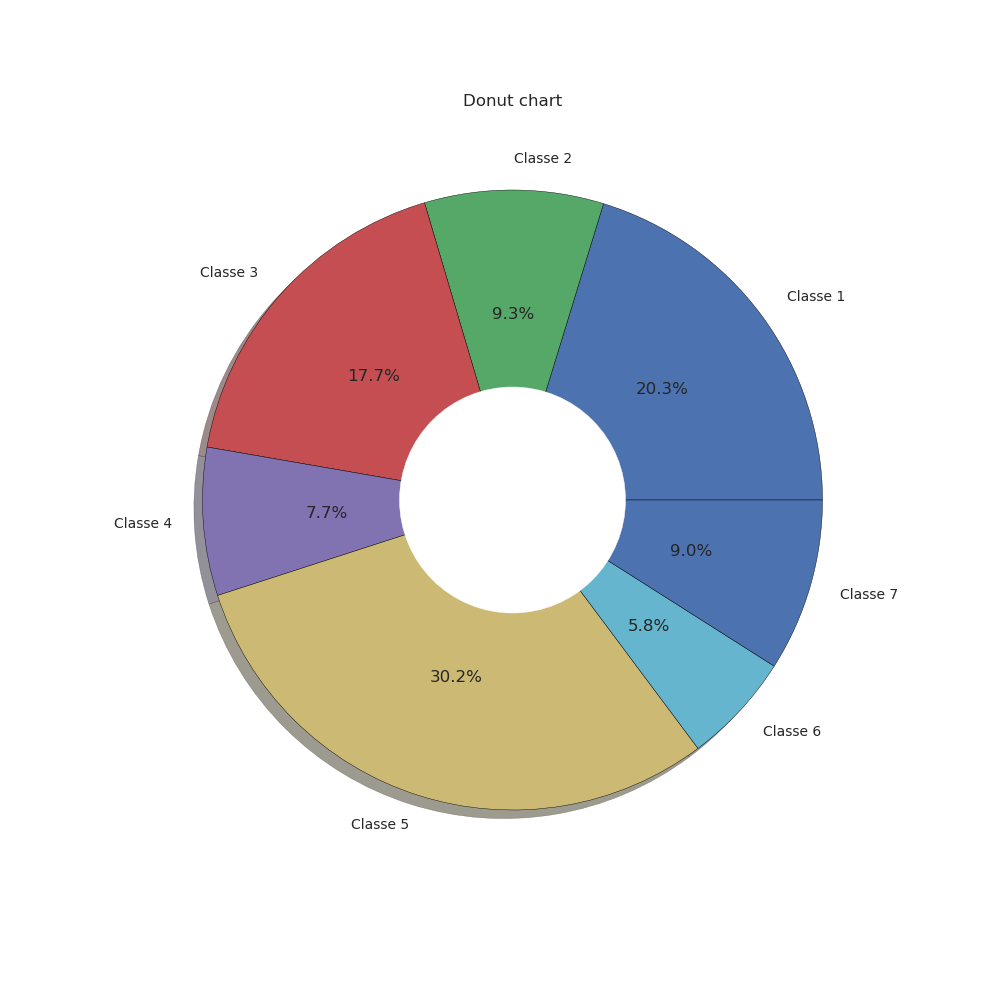 Donut chart
Classe 2
Classe 3
Classe 1
9.3%
17.7%
20.3%
Classe 4
7.7%
9.0%
Classe 7
5.8%
30.2%
Classe 6
Classe 5